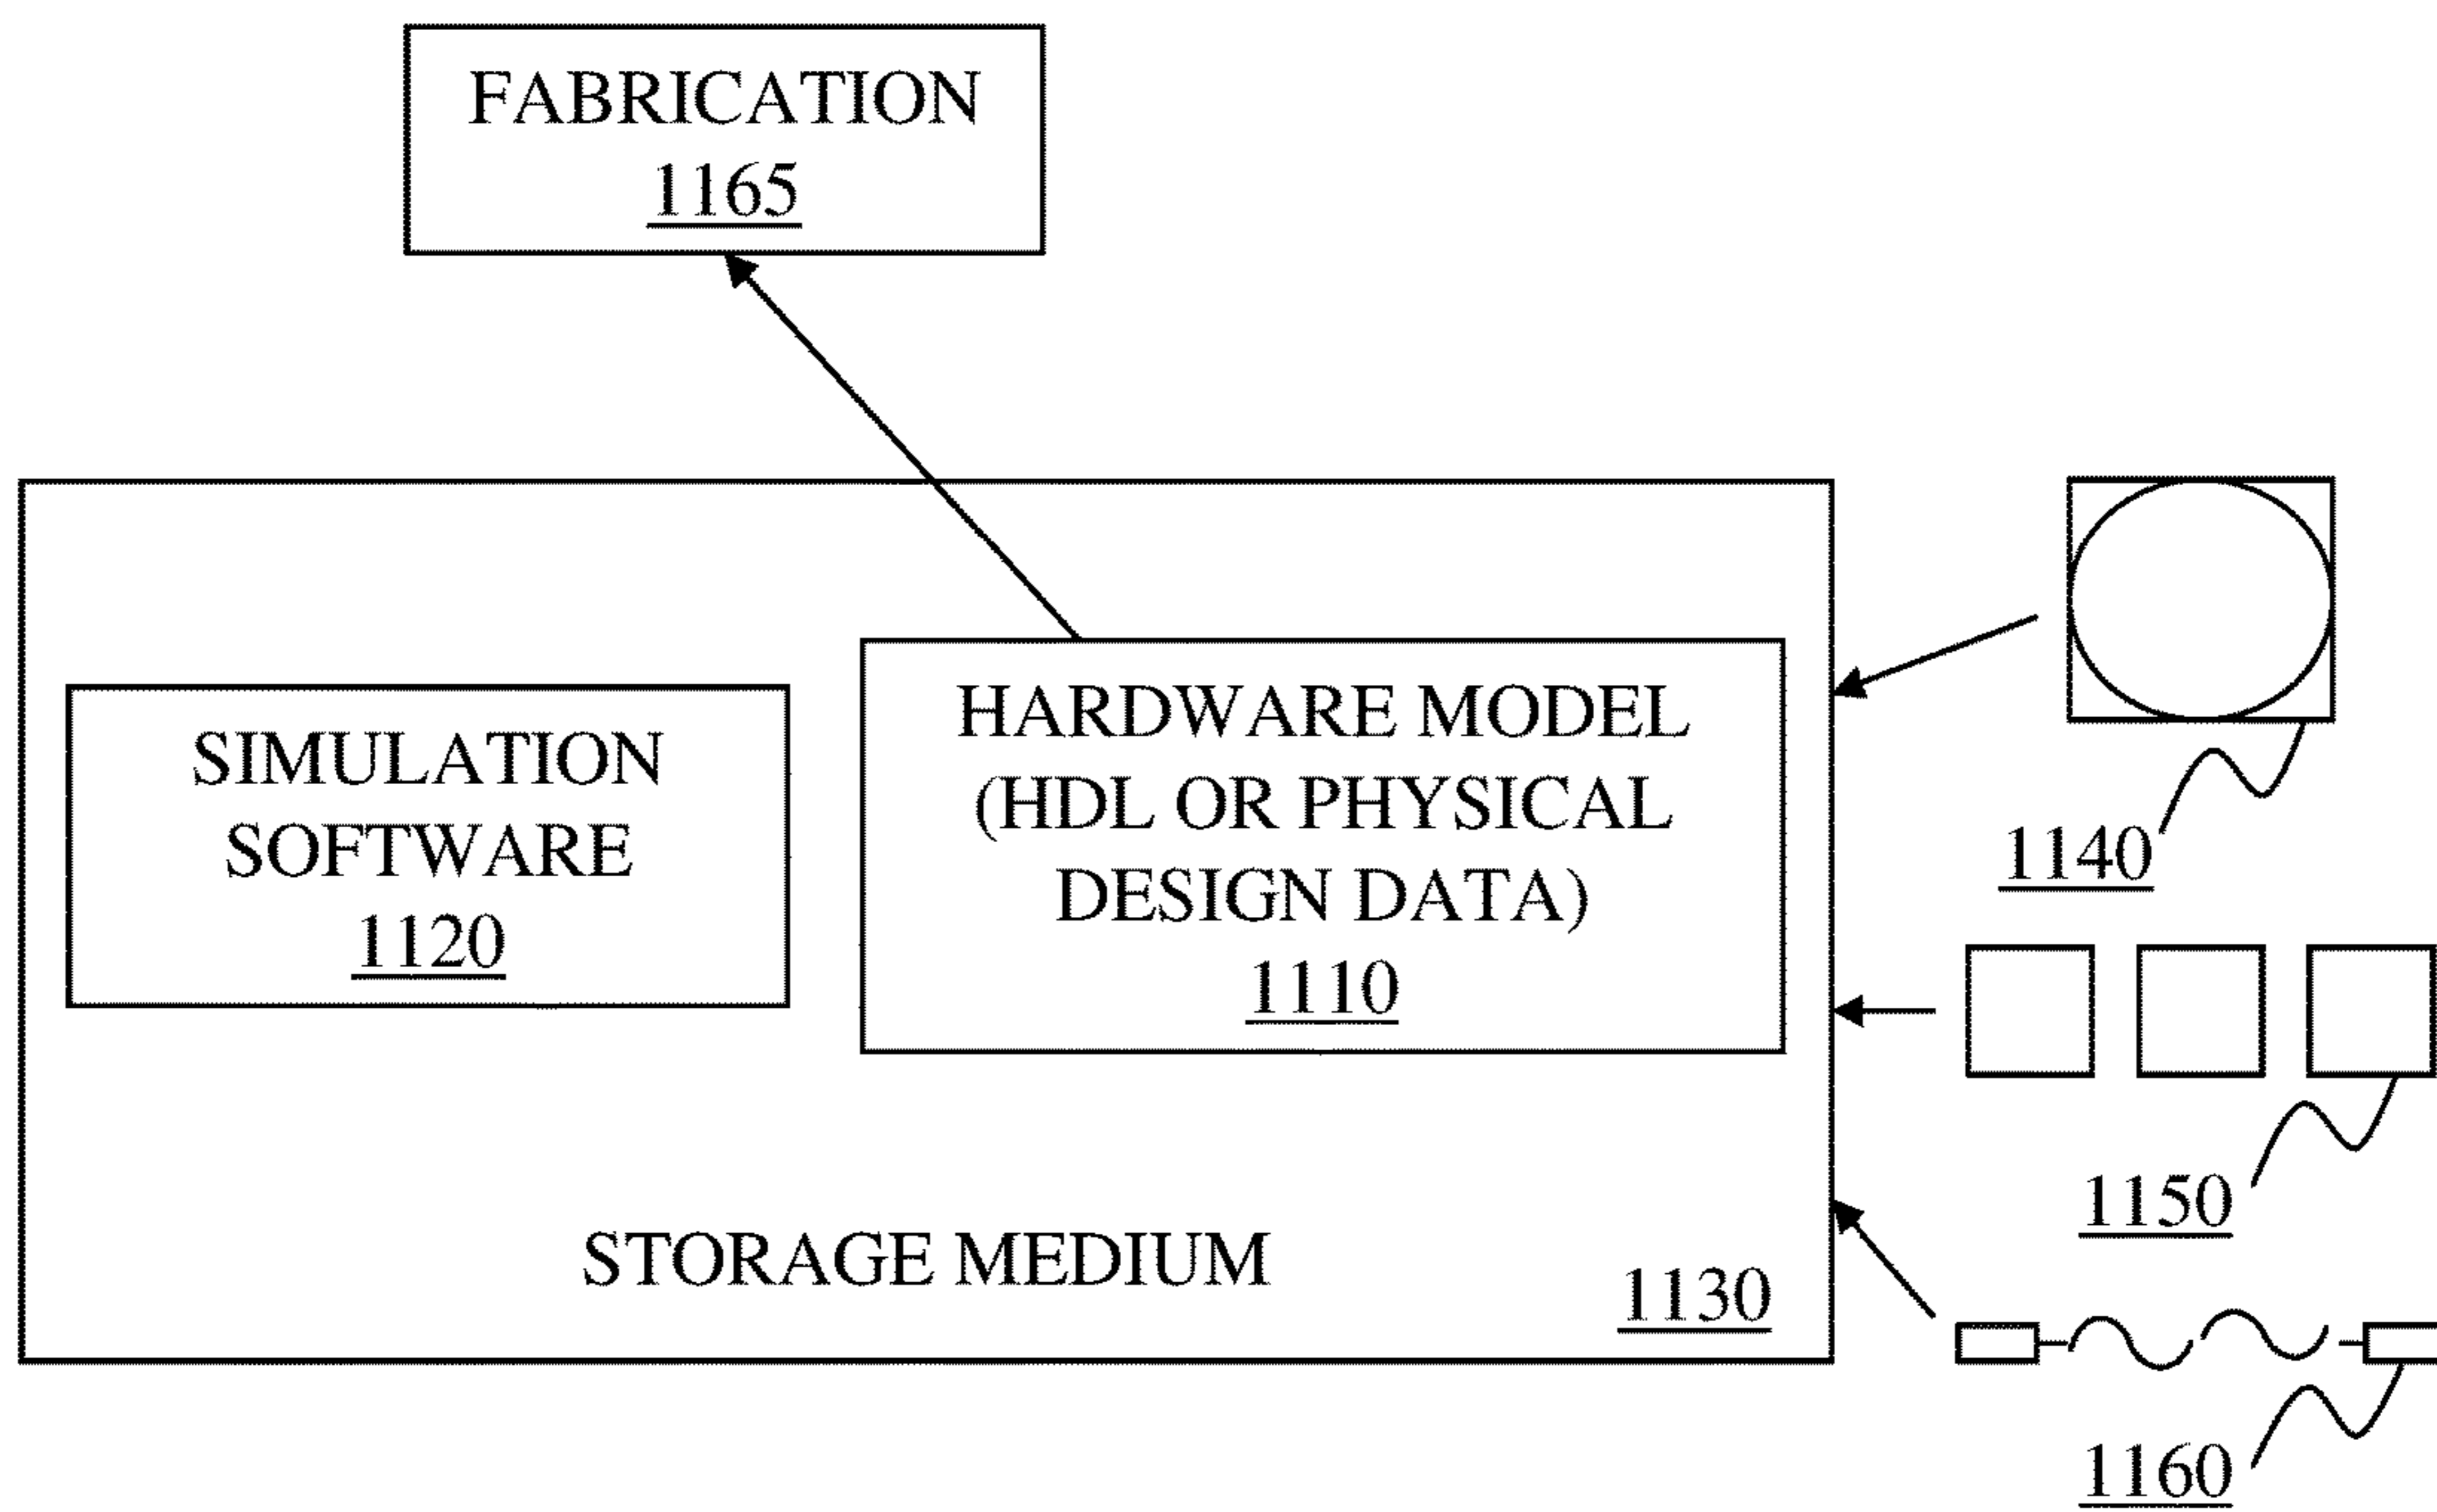 FABRICATION
1165
SIMULATION
SOFTWARE
1120
HARDWARE MODEL
(HDL OR PHYSICAL
DESIGN DATA)
1110
STORAGE MEDIUM
1130
1140
1150
1160